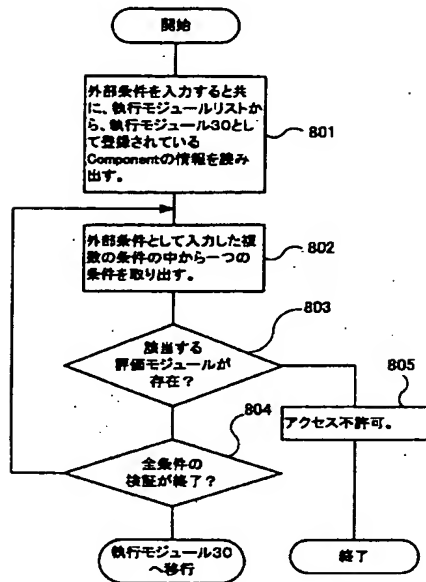 開始
外部条件を入力すると共
に、執行モジュールリストか
ら、執行モジュール30とし
て登録されている
Componentの情報を読み
出す。
801
外部条件として入力した複
数の条件の中から一つの
条件を取り出す。
802
803
該当する
評価モジュールが
存在?
805
アクセス不許可。
804
全条件の
検証が終了?
執行モジュール30
へ移行
終了